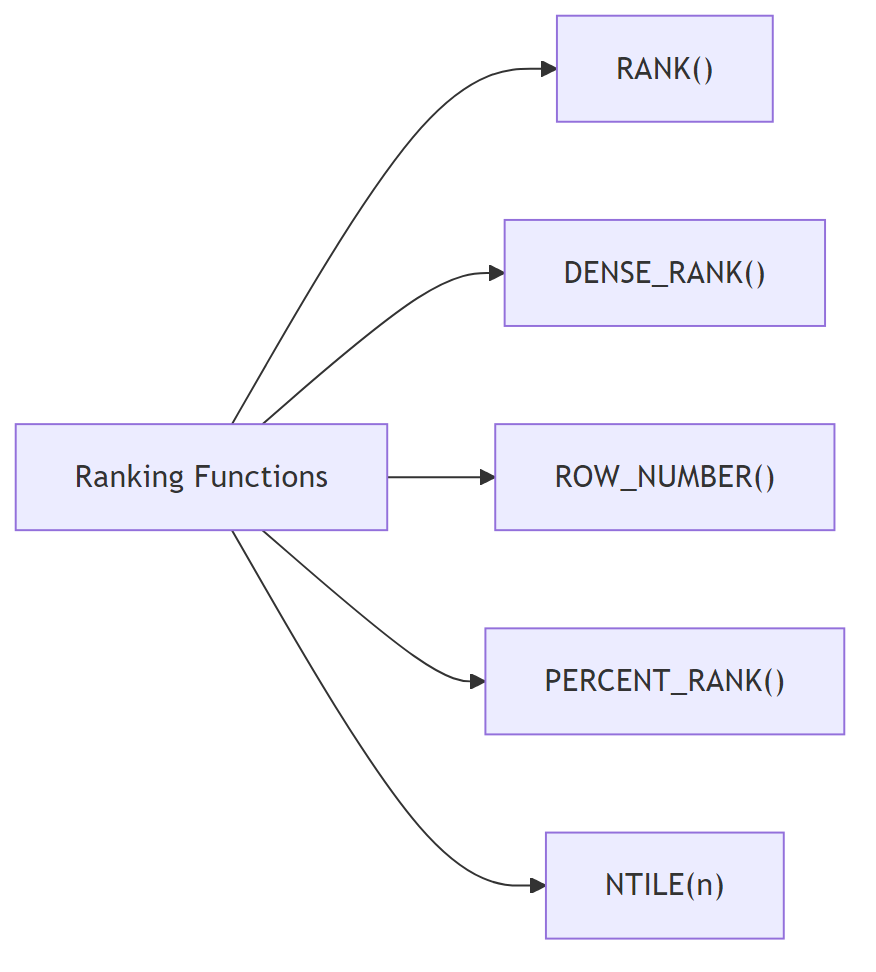 Ranking Functions
RANK()
DENSE_RANK()
ROW_NUMBER()
PERCENT_RANK()
NTILE(n)